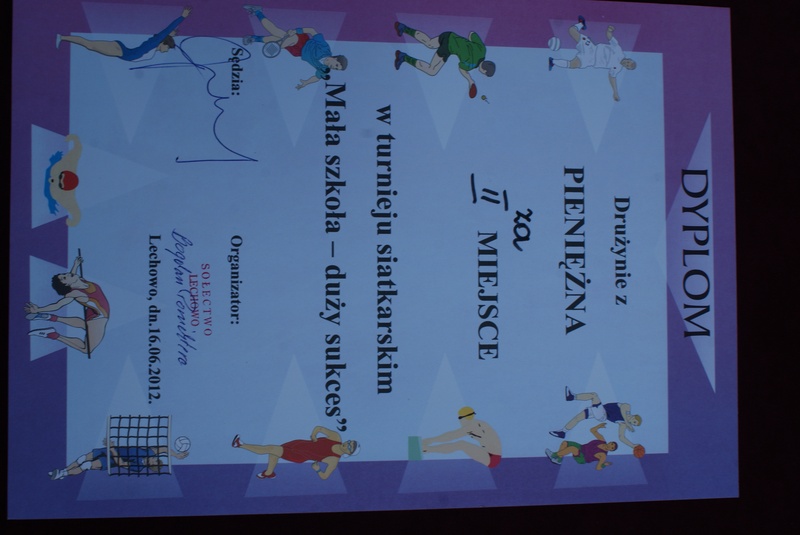 DYPLOM
Drużynie z
PIENIĘŻNA
za
II MIEJSCE
w turnieju siatkarskim
„Mała szkoła – duży sukces”
Sędzia:
Organizator:
SOŁECTWO
LECHOWO
Lechowo, dn.16.06.2012.